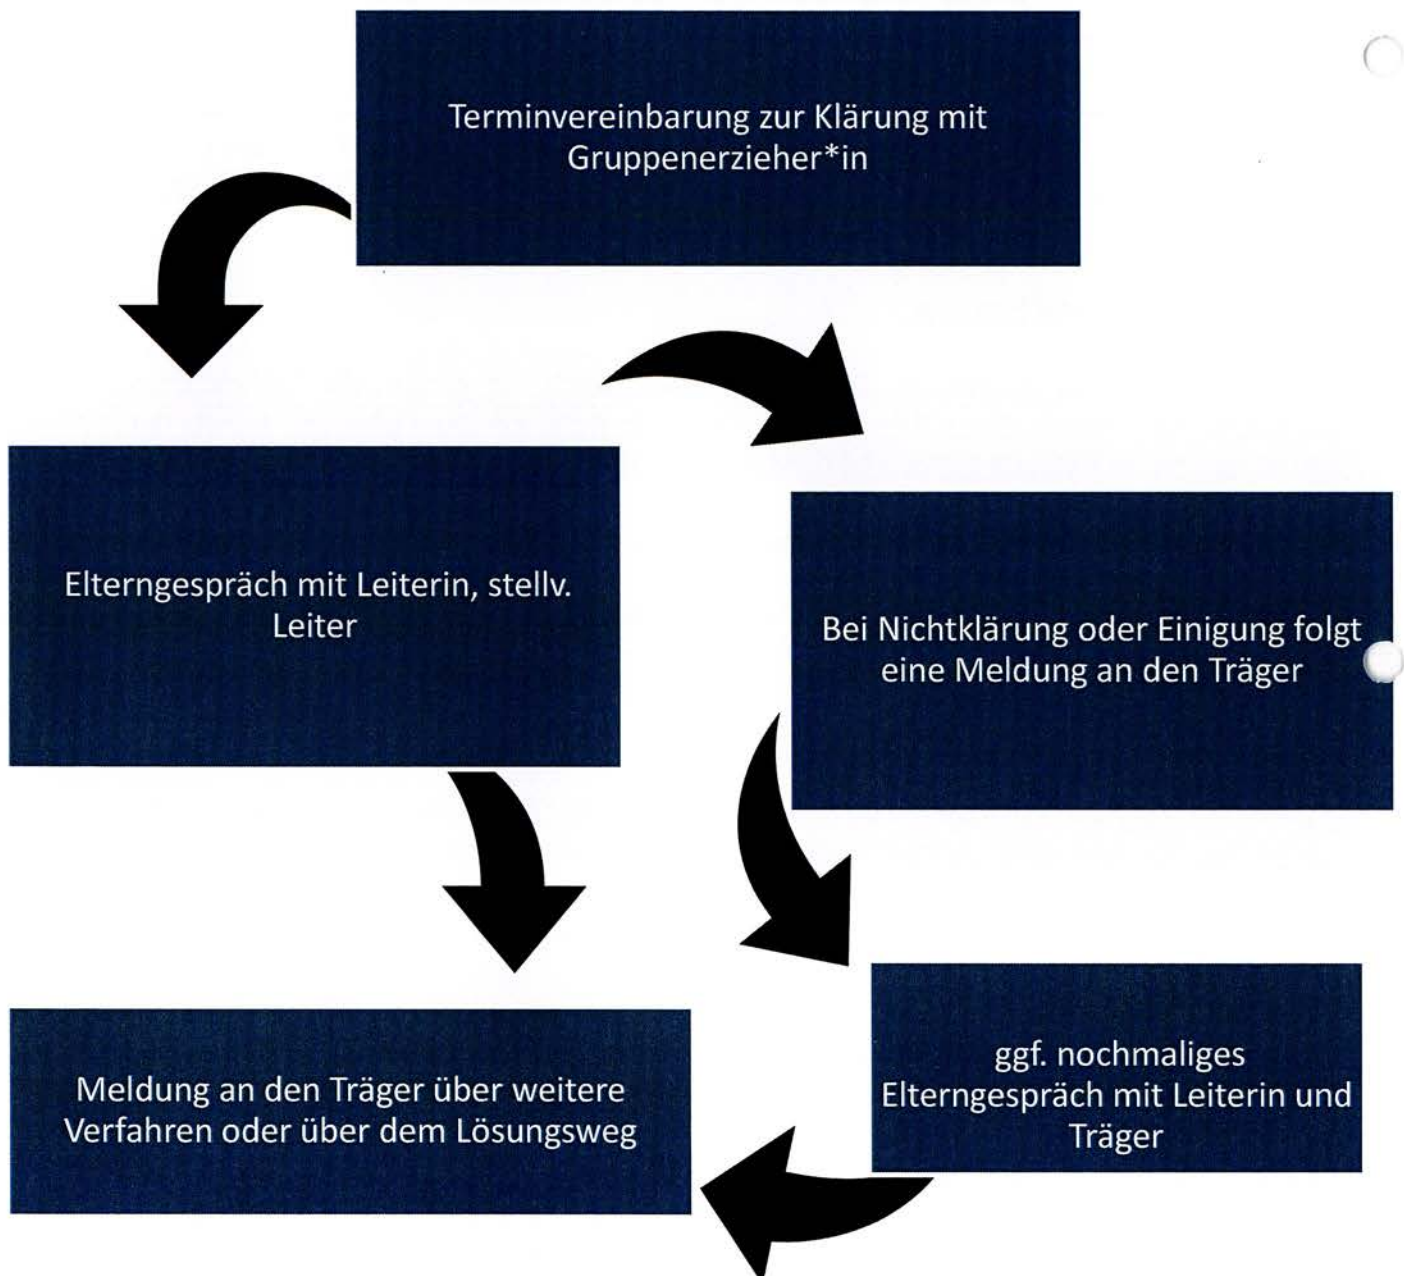 Terminvereinbarung zur Klärung mit
Gruppenerzieher*in
Elterngespräch mit Leiterin, stellv.
Leiter
Bei Nichtklärung oder Einigung folgt
eine Meldung an den Träger
ggf. nochmaliges
Elterngespräch mit Leiterin und
Träger
Meldung an den Träger über weitere
Verfahren oder über dem Lösungsweg